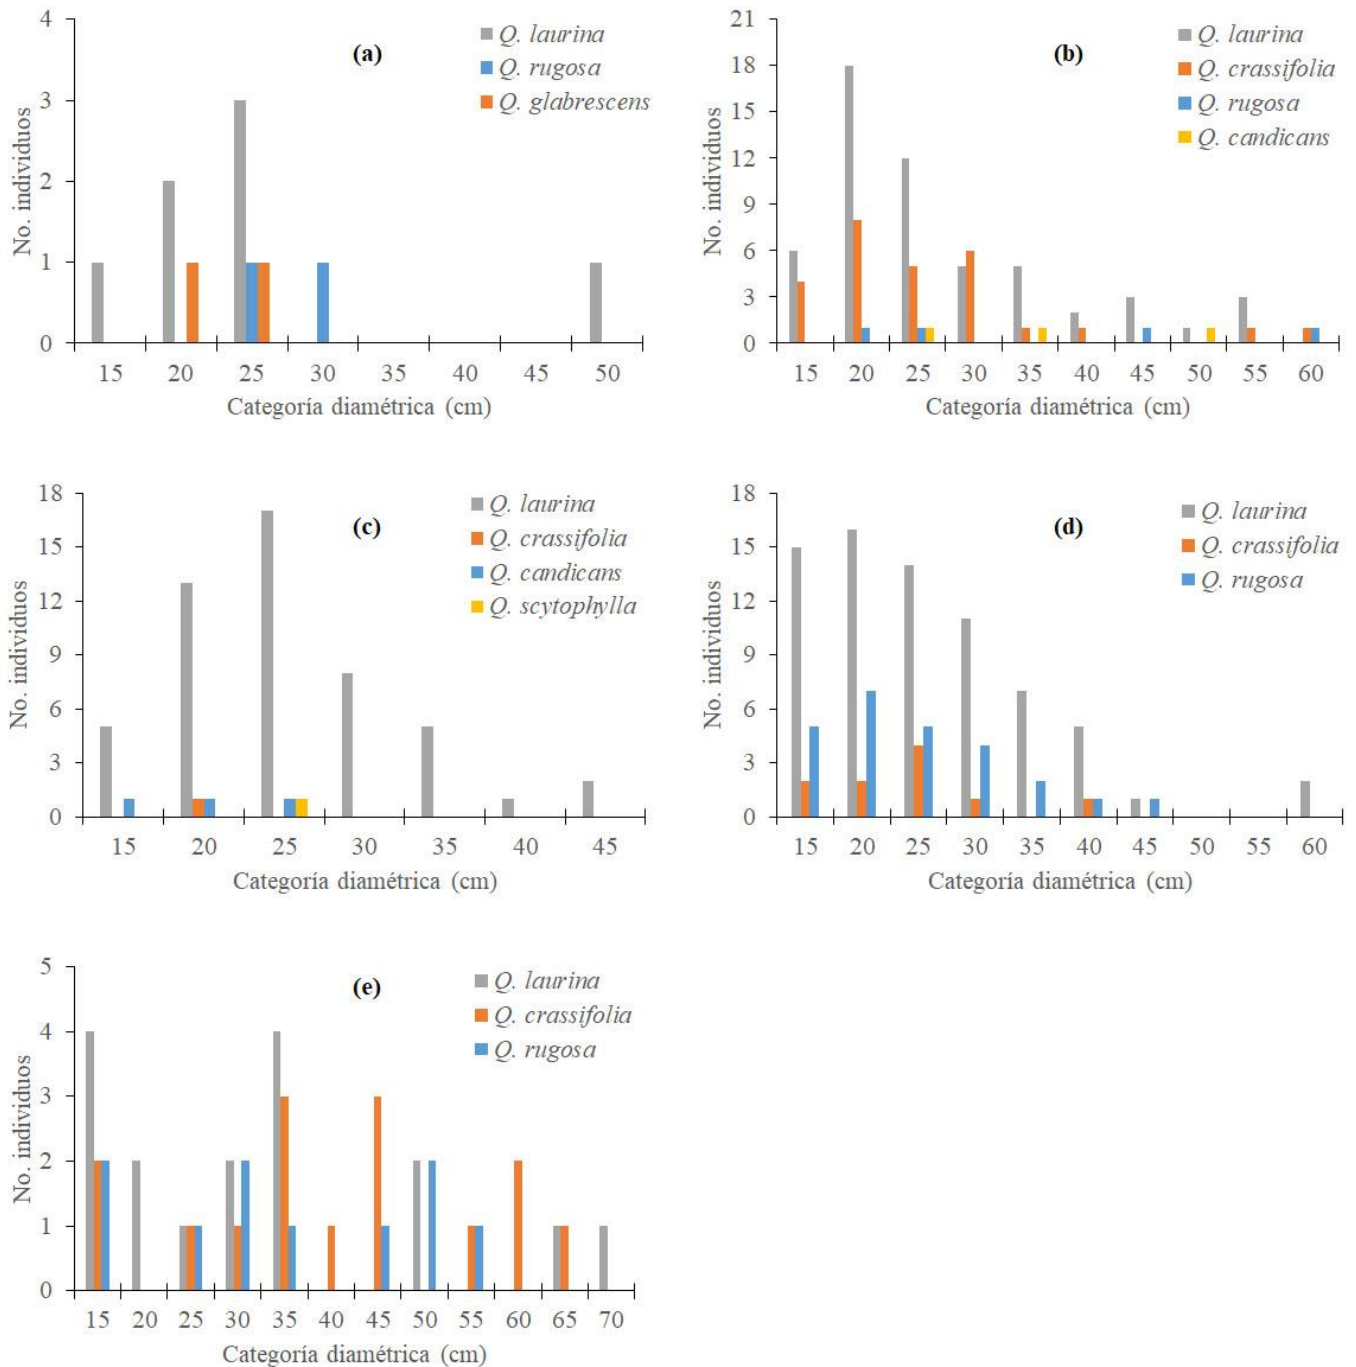 (a)
Q. laurina
Q. rugosa
Q. glabrescens
No. individuos
4
3
2
1
0
15 20 25 30 35 40 45 50
Categoría diamétrica (cm)
(b)
Q. laurina
Q. crassifolia
Q. rugosa
Q. candicans
No. individuos
21
18
15
12
9
6
3
0
15 20 25 30 35 40 45 50 55 60
Categoría diamétrica (cm)
(c)
Q. laurina
Q. crassifolia
Q. candicans
Q. scytophylla
No. individuos
18
15
12
9
6
3
0
15 20 25 30 35 40 45
Categoría diamétrica (cm)
(d)
Q. laurina
Q. crassifolia
Q. rugosa
No. individuos
18
15
12
9
6
3
0
15 20 25 30 35 40 45 50 60
Categoría diamétrica (cm)
(e)
Q. laurina
Q. crassifolia
Q. rugosa
No. individuos
5
4
3
2
1
0
15 20 25 30 35 40 45 50 55 60 65 70
Categoría diamétrica (cm)